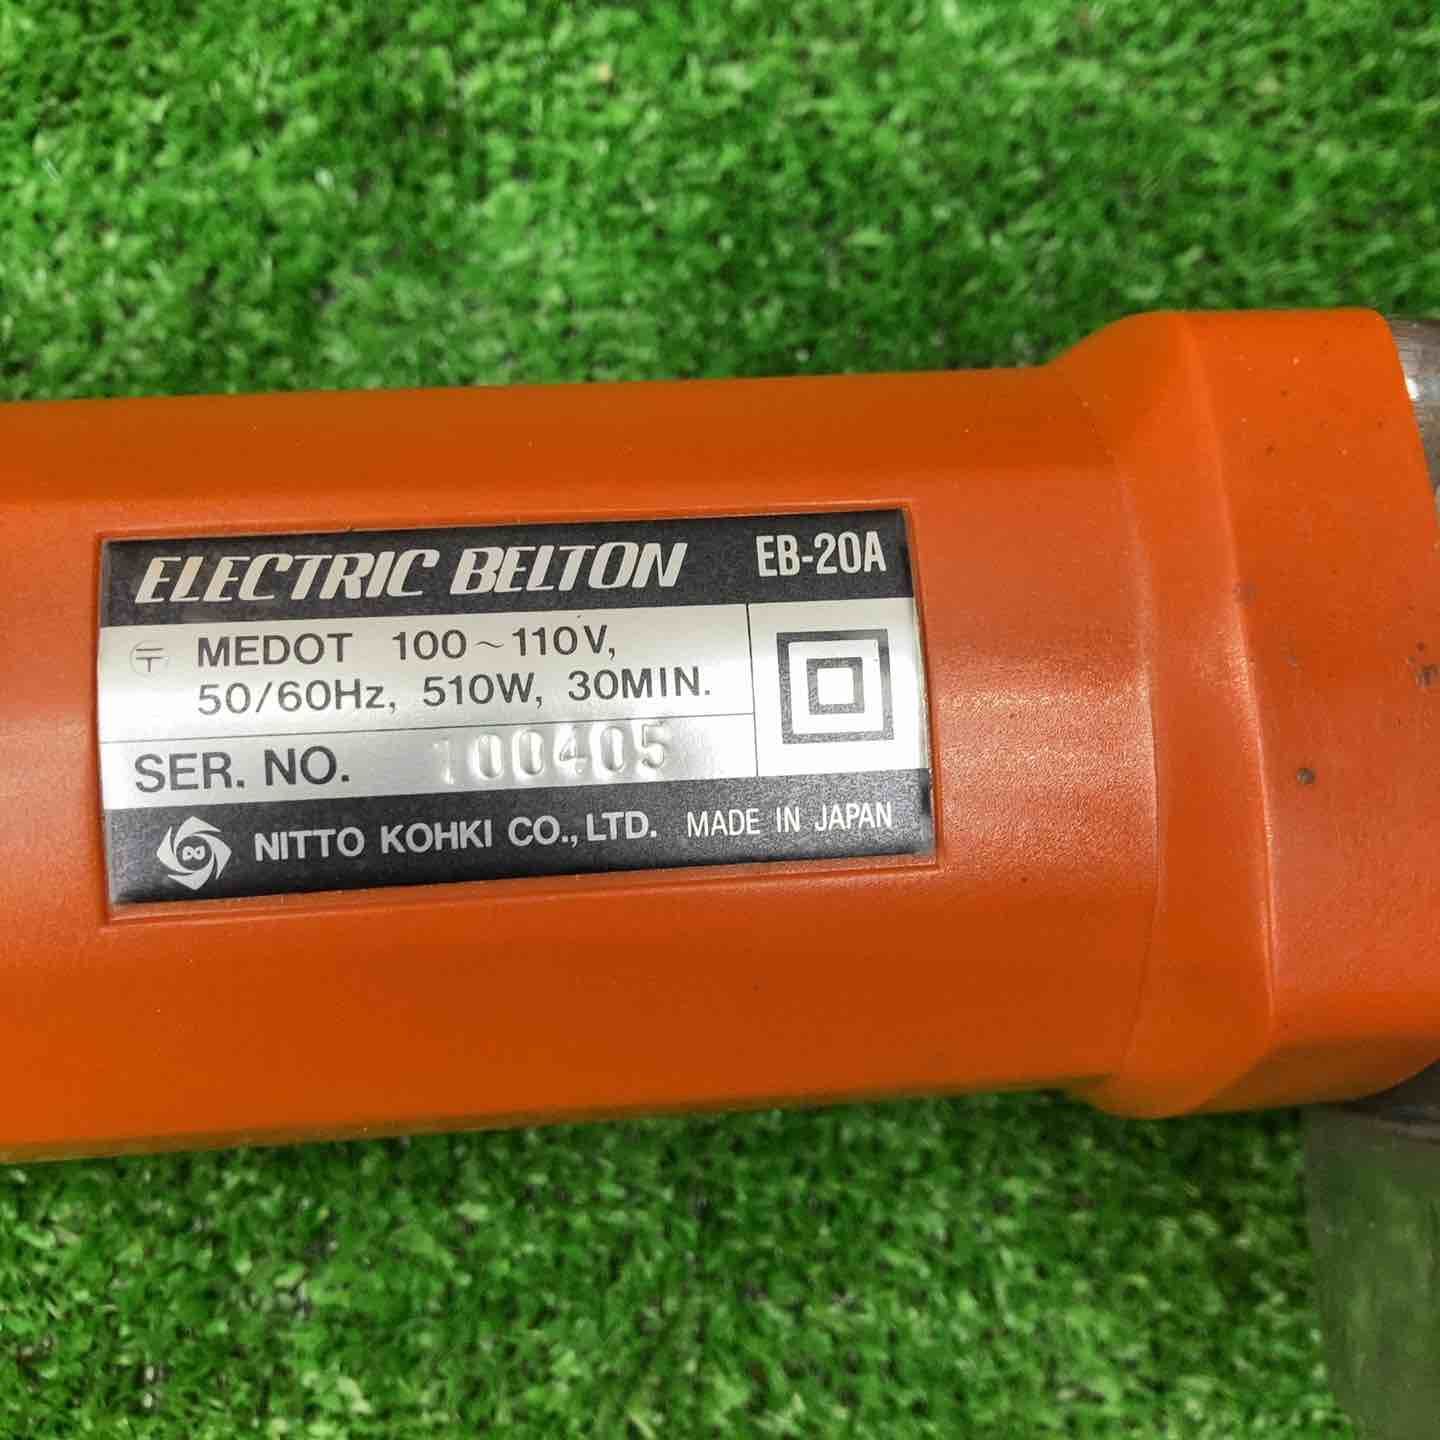 ELECTRIC BELTON EB-20A
MEDOT 100~110V,
50/60Hz, 510W, 30MIN.
SER. NO. 100405
NITTO KOHKI CO., LTD. MADE IN JAPAN